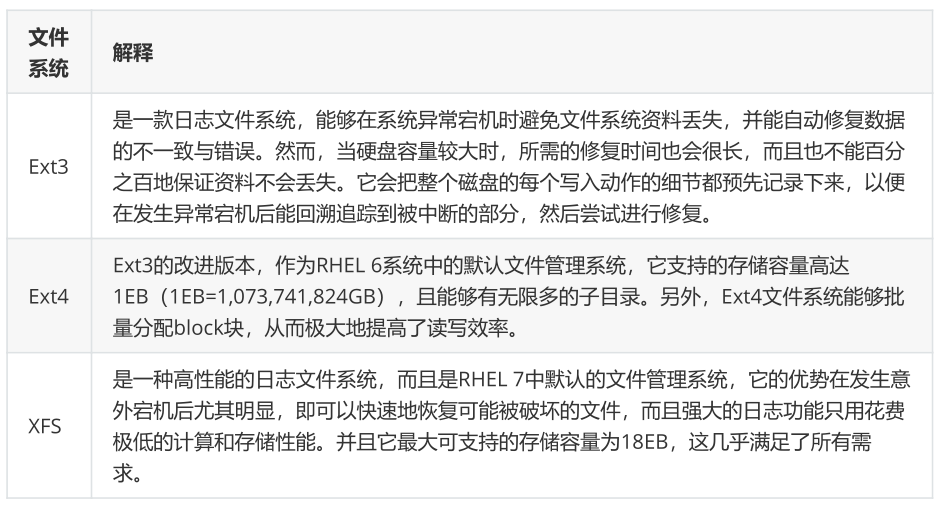 文件
系统
解释
Ext3
是一款日志文件系统，能够在系统异常宕机时避免文件系统资料丢失，并能自动修复数据
的不一致与错误。然而，当硬盘容量较大时，所需的修复时间也会很长，而且也不能百分
之百地保证资料不会丢失。它会把整个磁盘的每个写入动作的细节都预先记录下来，以便
在发生异常宕机后能回溯追踪到被中断的部分，然后尝试进行修复。
Ext4
Ext3的改进版本，作为RHEL 6系统中的默认文件管理系统，它支持的存储容量高达
1EB（1EB=1,073,741,824GB），且能够有无限多的子目录。另外，Ext4文件系统能够批
量分配block块，从而极大地提高了读写效率。
XFS
是一种高性能的日志文件系统，而且是RHEL 7中默认的文件管理系统，它的优势在发生意
外宕机后尤其明显，即可以快速地恢复可能被破坏的文件，而且强大的日志功能只用花费
极低的计算和存储性能。并且它最大可支持的存储容量为18EB，这几乎满足了所有需
求。